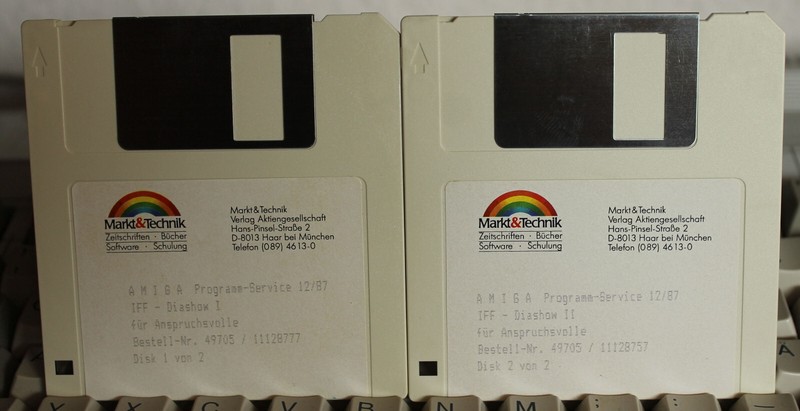 Markt&Technik
Zeitschriften · Bücher
Software · Schulung
Markt&Technik
Verlag Aktiengesellschaft
Hans-Pinsel-Straße 2
D-8013 Haar bei München
Telefon (089) 4613-0
A M I G A Programm-Service 12/87
IFF - Diashow I
für Anspruchsvolle
Bestell-Nr. 49705 / 11128777
Disk 1 von 2
Markt&Technik
Zeitschriften · Bücher
Software · Schulung
Markt&Technik
Verlag Aktiengesellschaft
Hans-Pinsel-Straße 2
D-8013 Haar bei München
Telefon (089) 4613-0
A M I G A Programm-Service 12/87
IFF - Diashow II
für Anspruchsvolle
Bestell-Nr. 49705 / 11128757
Disk 2 von 2
Ä
Y X C V B N M ; : _